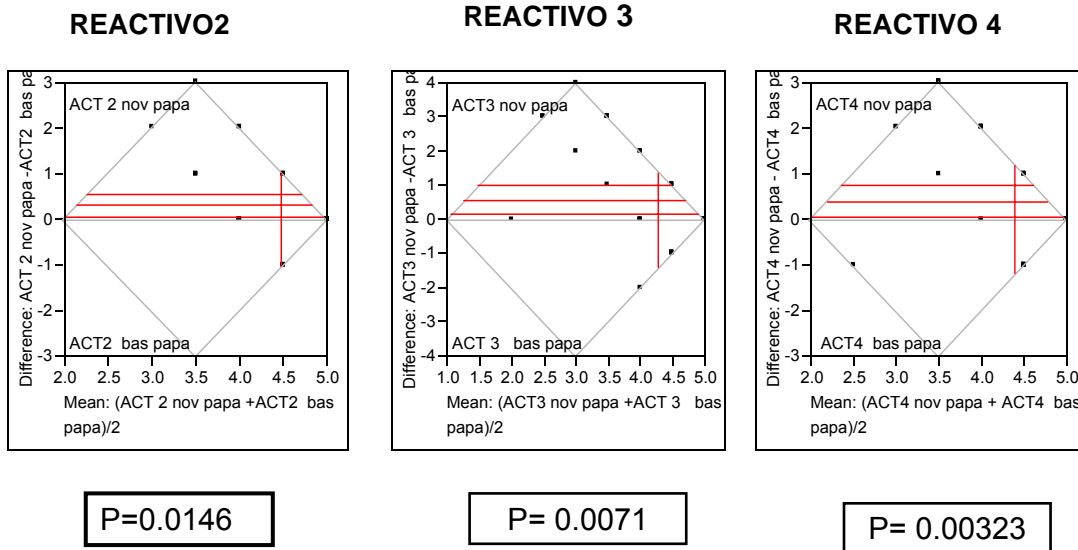 REACTIVO2
REACTIVO 3
REACTIVO 4
Difference: ACT 2 nov papa -ACT2 bas
3
2
1
0
-1
-2
-3
ACT 2 nov papa
ACT2 bas papa
2.0 2.5 3.0 3.5 4.0 4.5 5.0
Mean: (ACT 2 nov papa +ACT2 bas
papa)/2
Difference: ACT3 nov papa -ACT 3 bas
4
3
2
1
0
-1
-2
-3
-4
ACT3 nov papa
ACT 3 bas papa
1.0 1.5 2.0 2.5 3.0 3.5 4.0 4.5 5.0
Mean: (ACT3 nov papa +ACT 3 bas
papa)/2
Difference: ACT4 nov papa - ACT4 bas
3
2
1
0
-1
-2
-3
ACT4 nov papa
ACT4 bas papa
2.0 2.5 3.0 3.5 4.0 4.5 5.0
Mean: (ACT4 nov papa + ACT4 bas
papa)/2
P=0.0146
P= 0.0071
P= 0.00323